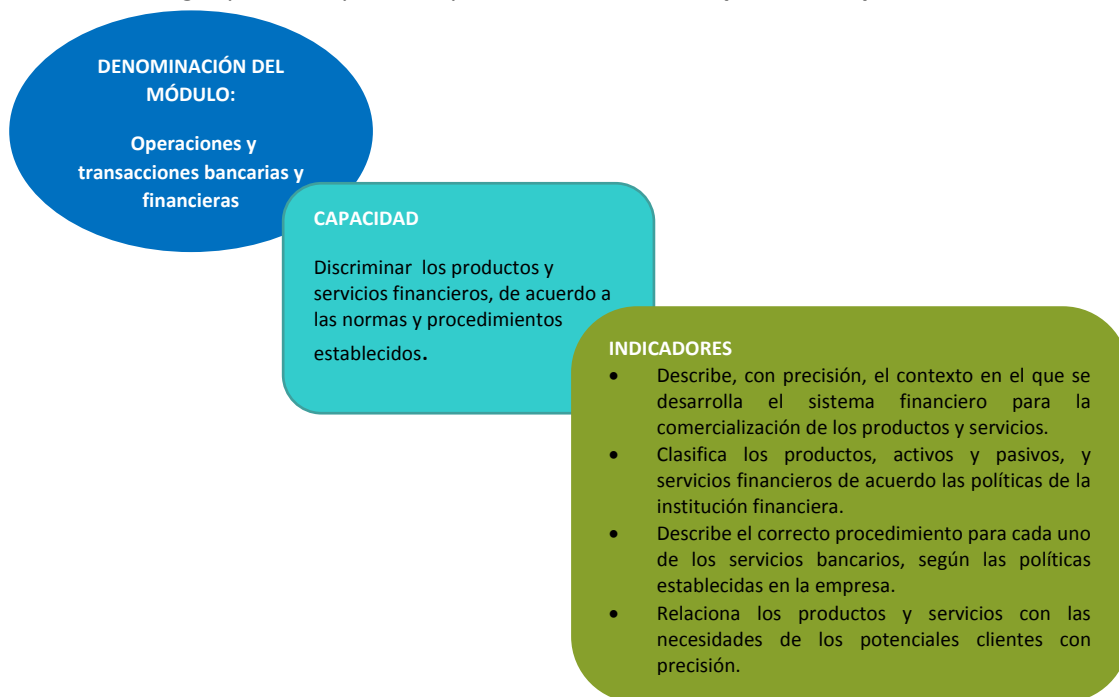 DENOMINACIÓN DEL
MÓDULO:
Operaciones y
transacciones bancarias y
financieras
CAPACIDAD
Discriminar los productos y
servicios financieros, de acuerdo a
las normas y procedimientos
establecidos.
INDICADORES
• Describe, con precisión, el contexto en el que se
desarrolla el sistema financiero para la
comercialización de los productos y servicios.
• Clasifica los productos, activos y pasivos, y
servicios financieros de acuerdo las políticas de la
institución financiera.
• Describe el correcto procedimiento para cada uno
de los servicios bancarios, según las políticas
establecidas en la empresa.
• Relaciona los productos y servicios con las
necesidades de los potenciales clientes con
precisión.